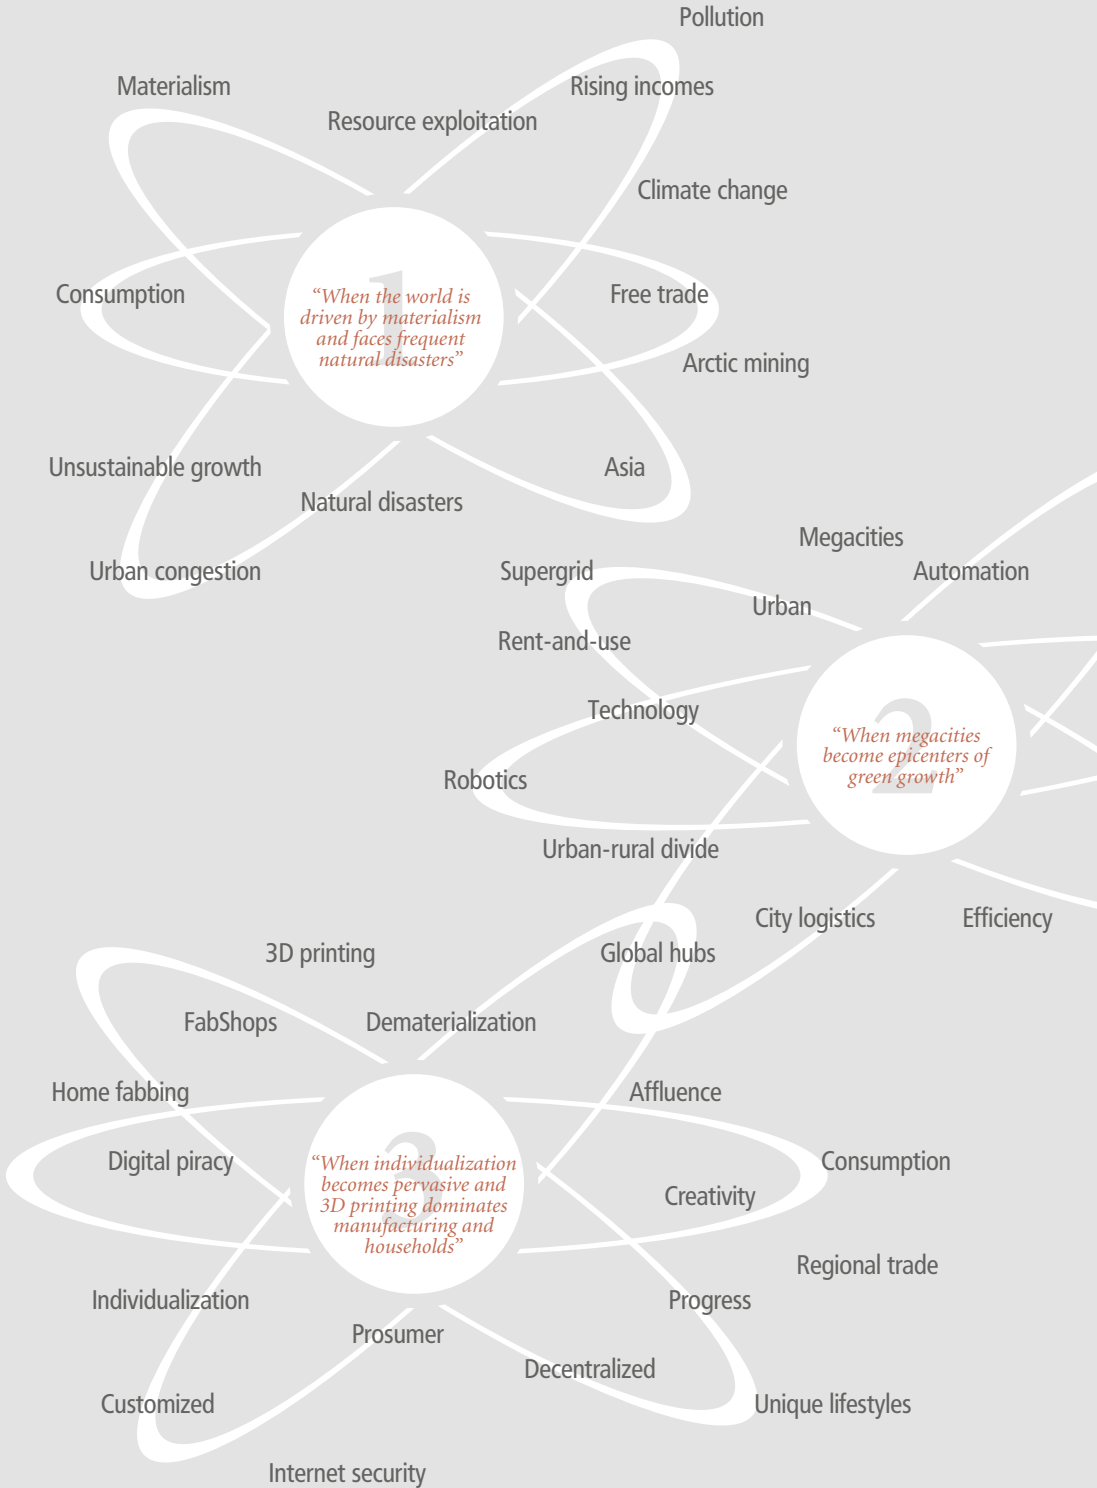 Pollution
Materialism
Rising incomes
Resource exploitation
Climate change
Consumption
Free trade
1
“When the world is
driven by materialism
and faces frequent
natural disasters”
Arctic mining
Unsustainable growth
Asia
Natural disasters
Urban congestion
Megacities
Supergrid
Automation
Urban
Rent-and-use
Technology
2
“When megacities
become epicenters of
green growth”
Robotics
Urban-rural divide
City logistics
Efficiency
Global hubs
3D printing
FabShops
Dematerialization
Home fabbing
Affluence
Digital piracy
Consumption
3
“When individualization
becomes pervasive and
3D printing dominates
manufacturing and
households”
Creativity
Regional trade
Individualization
Progress
Prosumer
Decentralized
Customized
Unique lifestyles
Internet security